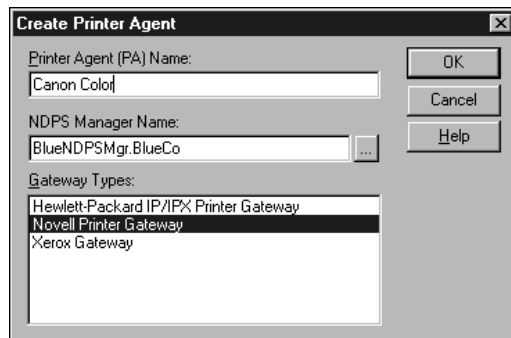 Create Printer Agent
Printer Agent (PA) Name:
Canon Color
NDPS Manager Name:
BlueNDPSMgr.BlueCo
...
Gateway Types:
Hewlett-Packard IP/IPX Printer Gateway
Novell Printer Gateway
Xerox Gateway
OK
Cancel
Help